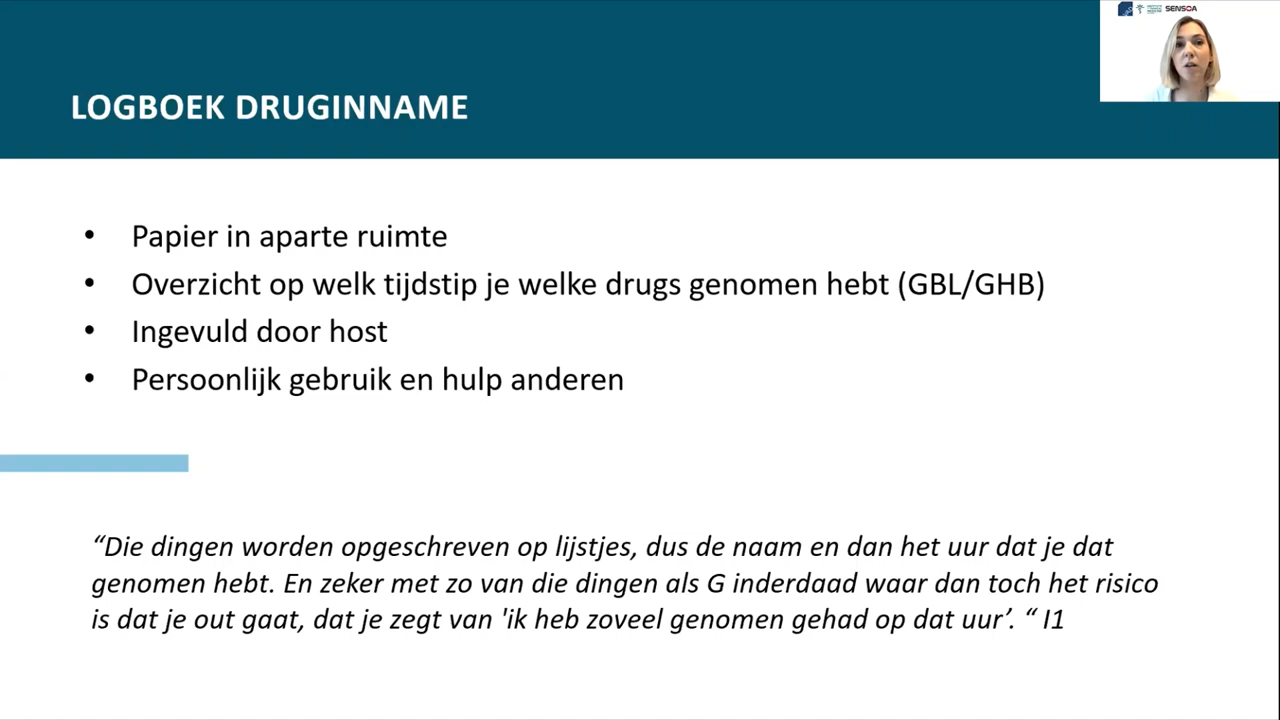 SENSOA
LOGBOEK DRUGINNAME
• Papier in aparte ruimte
• Overzicht op welk tijdstip je welke drugs genomen hebt (GBL/GHB)
• Ingevuld door host
• Persoonlijk gebruik en hulp anderen
“Die dingen worden opgeschreven op lijstjes, dus de naam en dan het uur dat je dat
genomen hebt. En zeker met zo van die dingen als G inderdaad waar dan toch het risico
is dat je out gaat, dat je zegt van 'ik heb zoveel genomen gehad op dat uur’. “ I1